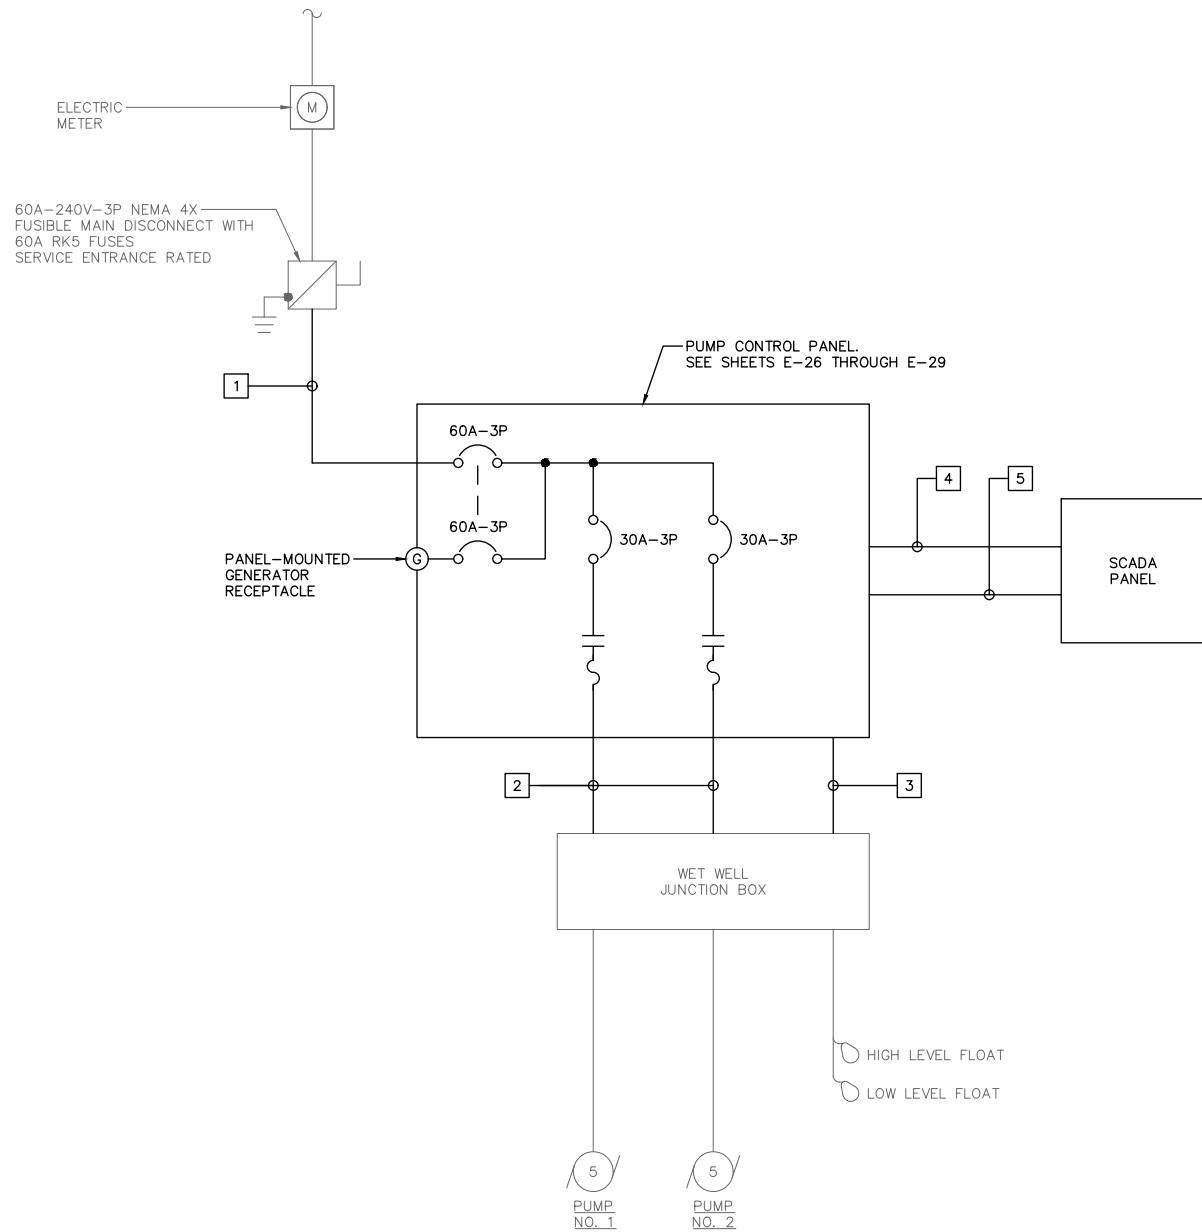 ELECTRIC
METER
M
60A-240V-3P NEMA 4X
FUSIBLE MAIN DISCONNECT WITH
60A RK5 FUSES
SERVICE ENTRANCE RATED
PUMP CONTROL PANEL.
SEE SHEETS E-26 THROUGH E-29
1
60A-3P
4
5
60A-3P
30A-3P
30A-3P
PANEL-MOUNTED
GENERATOR
RECEPTACLE
G
SCADA
PANEL
2
3
WET WELL
JUNCTION BOX
HIGH LEVEL FLOAT
LOW LEVEL FLOAT
5
5
PUMP
NO. 1
PUMP
NO. 2